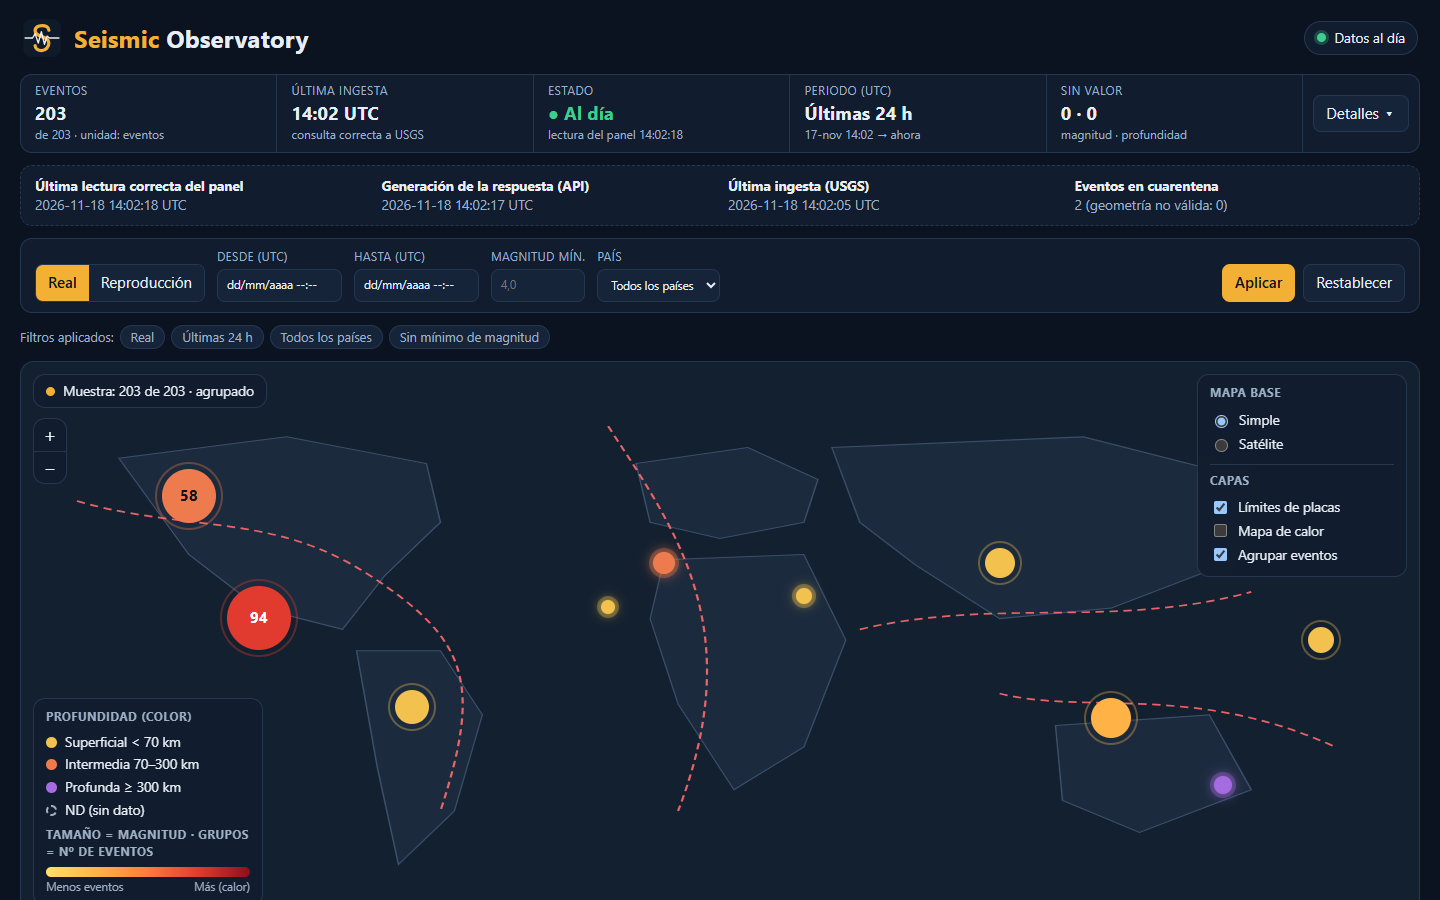 Seismic Observatory
Datos al día
EVENTOS
203
de 203 · unidad: eventos
ÚLTIMA INGESTA
14:02 UTC
consulta correcta a USGS
ESTADO
● Al día
lectura del panel 14:02:18
PERIODO (UTC)
Últimas 24 h
17-nov 14:02 → ahora
SIN VALOR
0 · 0
magnitud · profundidad
Detalles ▾
Última lectura correcta del panel
2026-11-18 14:02:18 UTC
Generación de la respuesta (API)
2026-11-18 14:02:17 UTC
Última ingesta (USGS)
2026-11-18 14:02:05 UTC
Eventos en cuarentena
2 (geometría no válida: 0)
Real
Reproducción
DESDE (UTC)
dd/mm/aaaa --:--
HASTA (UTC)
dd/mm/aaaa --:--
MAGNITUD MÍN.
4,0
PAÍS
Todos los países
Aplicar
Restablecer
Filtros aplicados:
Real
Últimas 24 h
Todos los países
Sin mínimo de magnitud
Muestra: 203 de 203 · agrupado
+
−
MAPA BASE
Simple
Satélite
CAPAS
Límites de placas
Mapa de calor
Agrupar eventos
58
94
PROFUNDIDAD (COLOR)
Superficial < 70 km
Intermedia 70–300 km
Profunda ≥ 300 km
ND (sin dato)
TAMAÑO = MAGNITUD · GRUPOS
= Nº DE EVENTOS
Menos eventos
Más (calor)